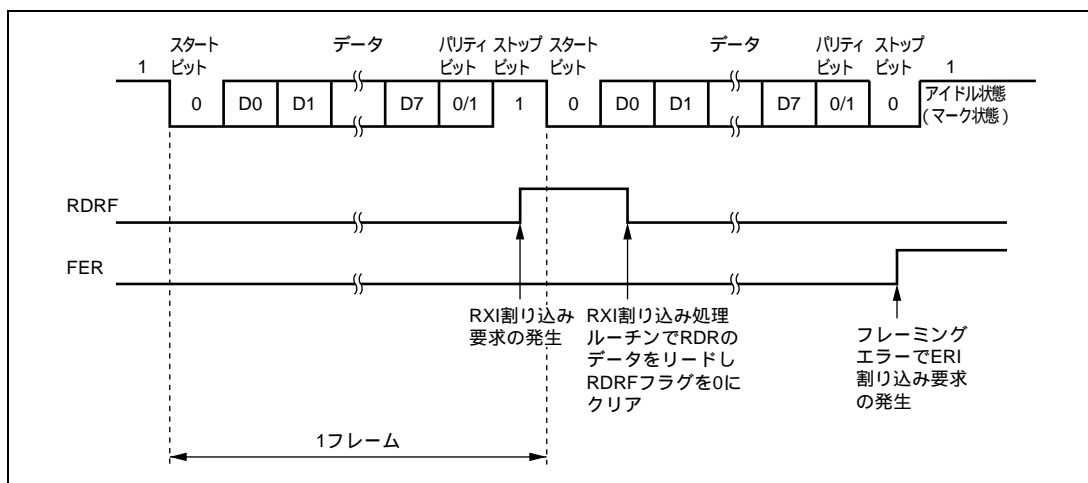 スタート
ビット
データ
パリティ
ビット
ストップ
ビット
スタート
ビット
データ
パリティ
ビット
ストップ
ビット
1
0
D0
D1
D7
0/1
1
0
D0
D1
D7
0/1
0
1
アイドル状態
(マーク状態)
RDRF
FER
RXI割り込み
要求の発生
RXI割り込み処理
ルーチンでRDRの
データをリードし
RDRFフラグを0に
クリア
フレーミング
エラーでERI
割り込み要求
の発生
1フレーム